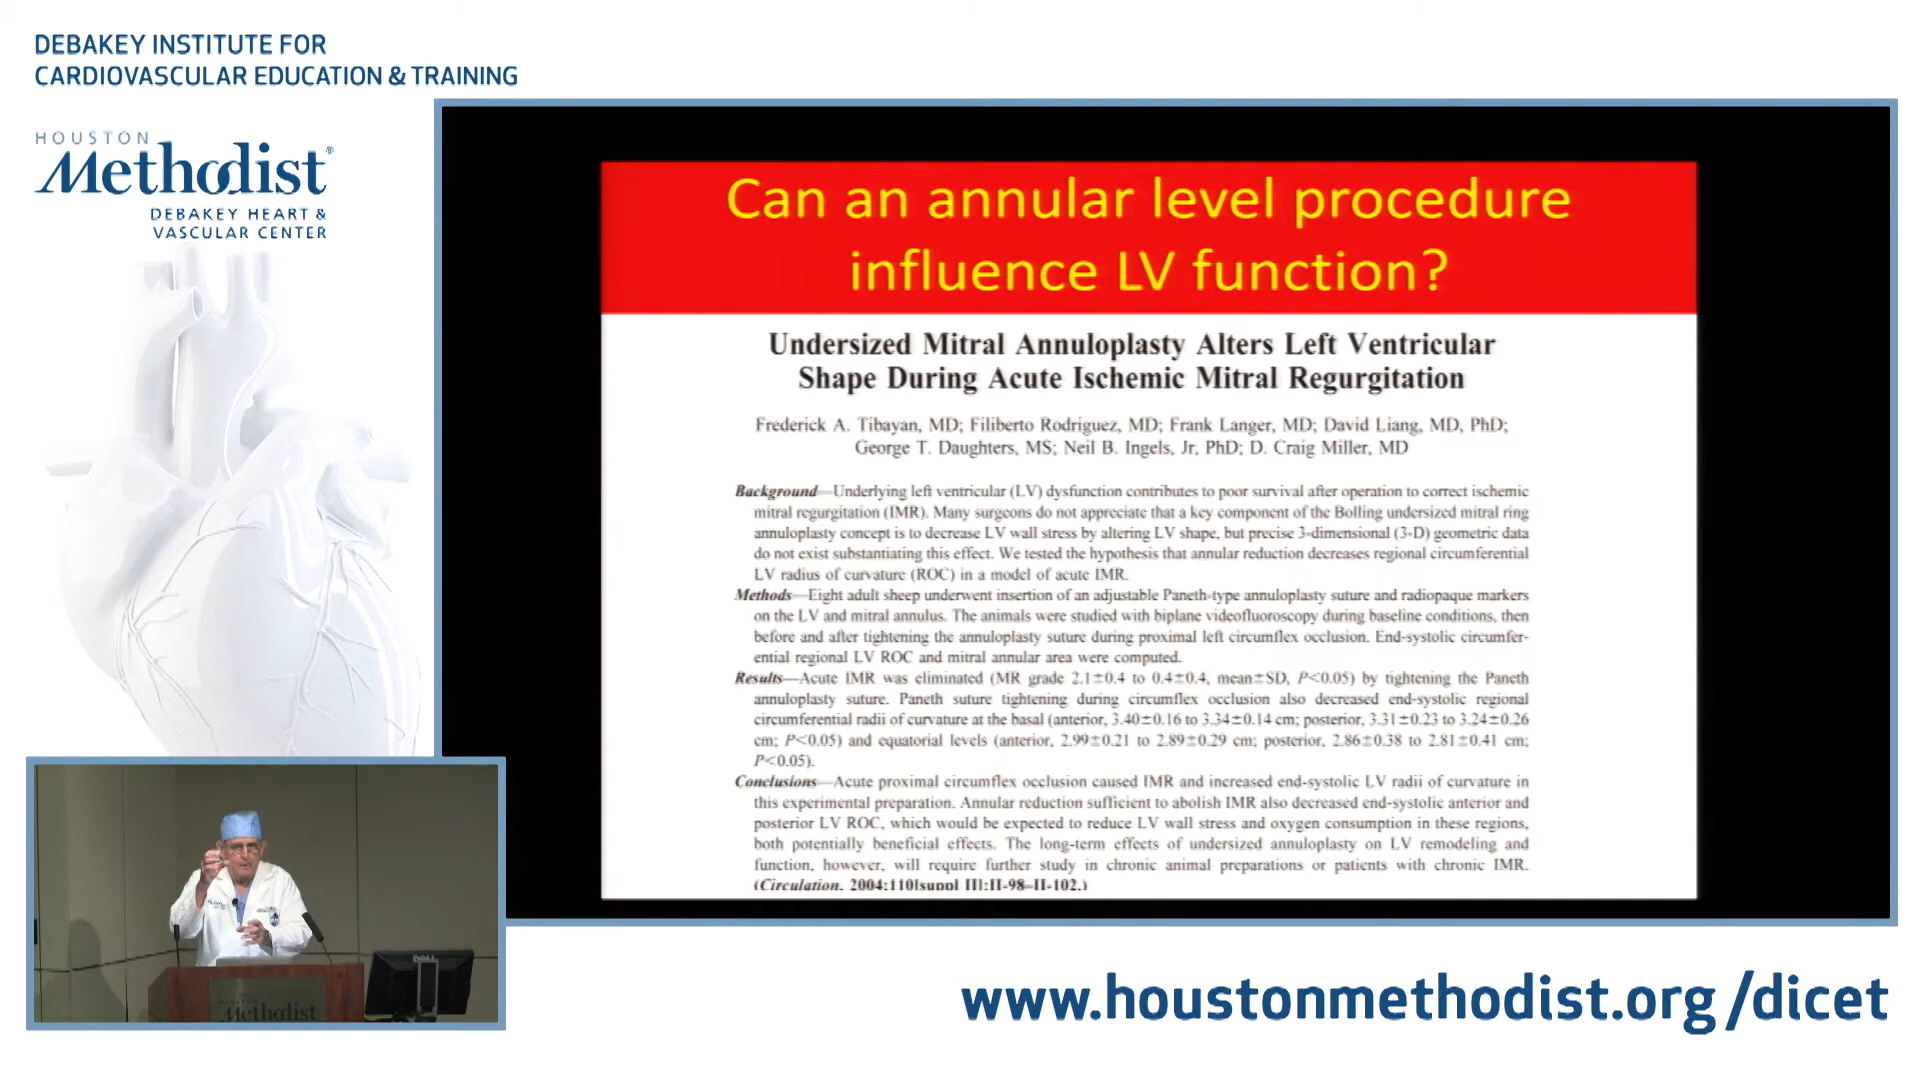 DEBAKEY INSTITUTE FOR
CARDIOVASCULAR EDUCATION & TRAINING
HOUSTON
Methodist®
DEBAKEY HEART &
VASCULAR CENTER
Can an annular level procedure
influence LV function?
Undersized Mitral Annuloplasty Alters Left Ventricular
Shape During Acute Ischemic Mitral Regurgitation
Frederick A. Tibayan, MD; Filiberto Rodriguez, MD; Frank Langer, MD; David Liang, MD, PhD;
George T. Daughters, MS; Neil B. Ingels, Jr, PhD; D. Craig Miller, MD
Background—Underlying left ventricular (LV) dysfunction contributes to poor survival after operation to correct ischemic
mitral regurgitation (IMR). Many surgeons do not appreciate that a key component of the Bolling undersized mitral ring
annuloplasty concept is to decrease LV wall stress by altering LV shape, but precise 3-dimensional (3-D) geometric data
do not exist substantiating this effect. We tested the hypothesis that annular reduction decreases regional circumferential
LV radius of curvature (ROC) in a model of acute IMR.
Methods—Eight adult sheep underwent insertion of an adjustable Paneth-type annuloplasty suture and radiopaque markers
on the LV and mitral annulus. The animals were studied with biplane videofluoroscopy during baseline conditions, then
before and after tightening the annuloplasty suture during proximal left circumflex occlusion. End-systolic circumfer-
ential regional LV ROC and mitral annular area were computed.
Results—Acute IMR was eliminated (MR grade 2.1±0.4 to 0.4±0.4, mean±SD, P<0.05) by tightening the Paneth
annuloplasty suture. Paneth suture tightening during circumflex occlusion also decreased end-systolic regional
circumferential radii of curvature at the basal (anterior, 3.40±0.16 to 3.34±0.14 cm; posterior, 3.31±0.23 to 3.24±0.26
cm; P<0.05) and equatorial levels (anterior, 2.99±0.21 to 2.89±0.29 cm; posterior, 2.86±0.38 to 2.81±0.41 cm;
P<0.05).
Conclusions—Acute proximal circumflex occlusion caused IMR and increased end-systolic LV radii of curvature in
this experimental preparation. Annular reduction sufficient to abolish IMR also decreased end-systolic anterior and
posterior LV ROC, which would be expected to reduce LV wall stress and oxygen consumption in these regions,
both potentially beneficial effects. The long-term effects of undersized annuloplasty on LV remodeling and
function, however, will require further study in chronic animal preparations or patients with chronic IMR.
(Circulation. 2004;110[suppl II]:II-98–II-102.)
DELL
HOUSTON
Methodist
www.houstonmethodist.org/dicet